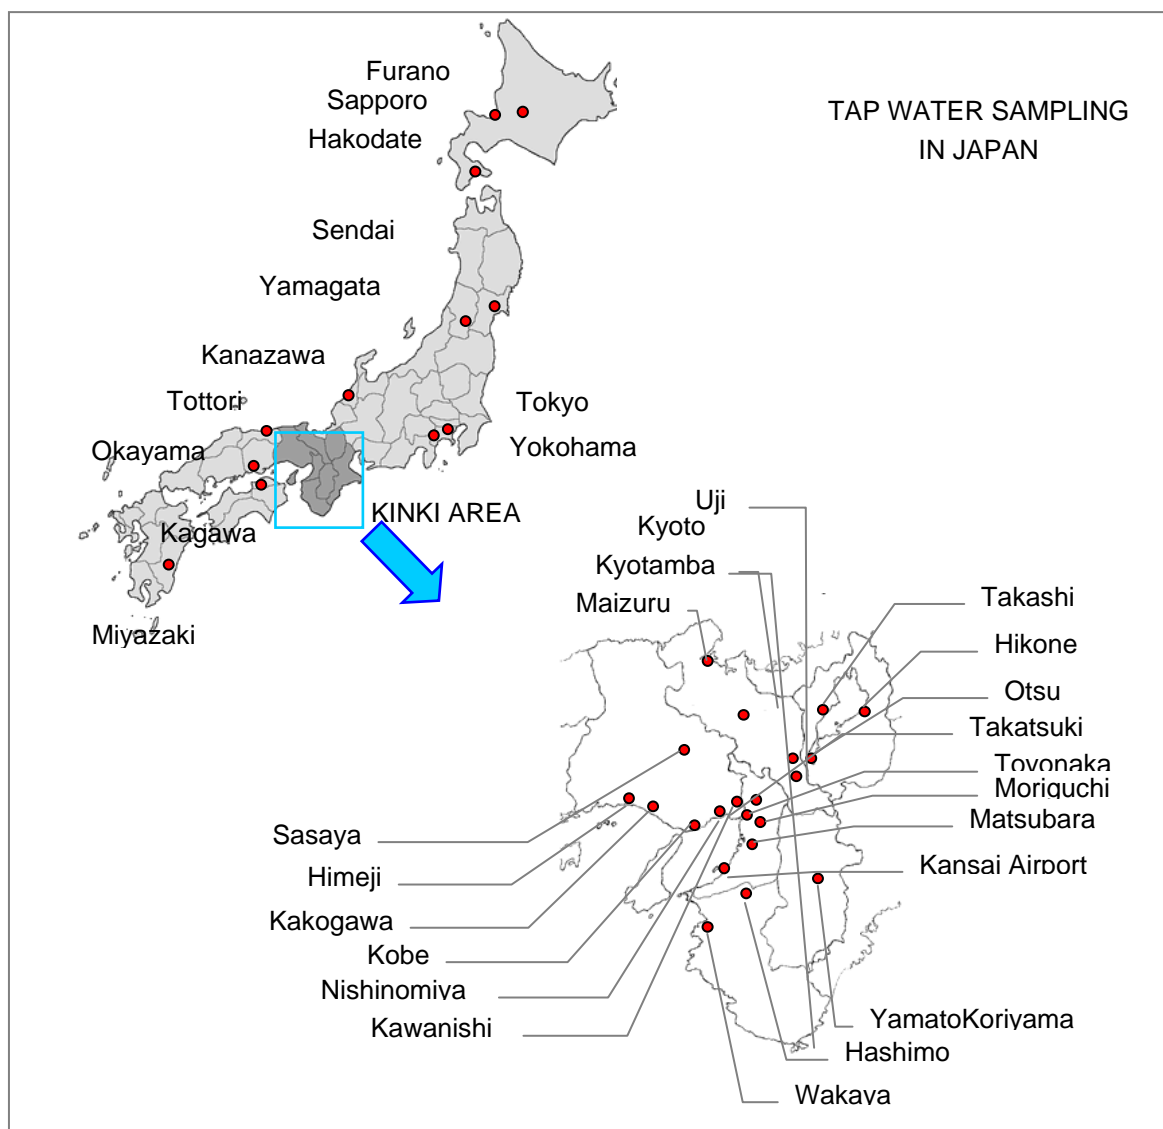 Furano
Sapporo
Hakodate
TAP WATER SAMPLING
IN JAPAN
Sendai
Yamagata
Kanazawa
Tottori
Tokyo
Okayama
Yokohama
KINKI AREA
Kagawa
Miyazaki
Uji
Kyoto
Kyotamba
Maizuru
Takashi
Hikone
Otsu
Takatsuki
Toyonaka
Moriguchi
Matsubara
Kansai Airport
Sasaya
Himeji
Kakogawa
Kobe
Nishinomiya
Kawanishi
YamatoKoriyama
Hashimo
Wakaya